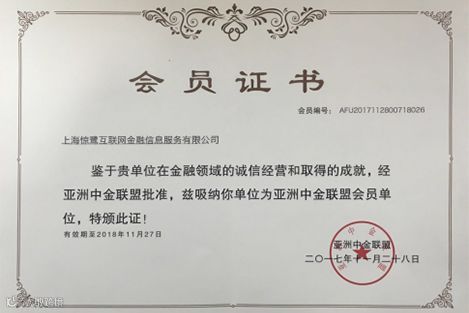 会员证书
会员编号： AFU2017112800718026
上海惊鹭互联网金融信息服务有限公司
鉴于贵单位在金融领域的诚信经营和取得的成就，经
亚洲中金联盟批准，兹吸纳你单位为亚洲中金联盟会员单
位，特颁此证！
有效期至2018年11月27日
亚洲中金联盟
二〇一七年十一月二十八日